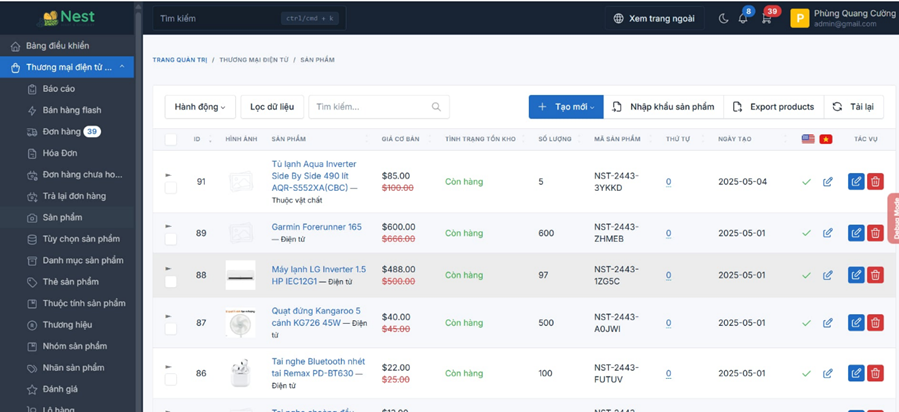 Nest
Tìm kiếm
ctrl/cmd + k
Xem trang ngoài
8
39
P
Phùng Quang Cường
admin@gmail.com
Bảng điều khiển
Thương mại điện tử ...
Báo cáo
Bán hàng flash
Đơn hàng 39
Hóa Đơn
Đơn hàng chưa ho...
Trả lại đơn hàng
Sản phẩm
Tùy chọn sản phẩm
Danh mục sản phẩm
Thẻ sản phẩm
Thuộc tính sản phẩm
Thương hiệu
Nhóm sản phẩm
Nhãn sản phẩm
Đánh giá
Lô hàng
TRANG QUẢN TRỊ / THƯƠNG MẠI ĐIỆN TỬ / SẢN PHẨM
Hành động
Lọc dữ liệu
Tìm kiếm...
+ Tạo mới
Nhập khẩu sản phẩm
Export products
Tải lại
ID
HÌNH ẢNH
SẢN PHẨM
GIÁ CƠ BẢN
TÌNH TRẠNG TỒN KHO
SỐ LƯỢNG
MÃ SẢN PHẨM
THỨ TỰ
NGÀY TẠO
TÁC VỤ
91
Tủ lạnh Aqua Inverter
Side By Side 490 lít
AQR-S552XA(CBC) —
Thuộc vật chất
$85.00
$100.00
Còn hàng
5
NST-2443-
3YKKD
0
2025-05-04
89
Garmin Forerunner 165
— Điện tử
$600.00
$666.00
Còn hàng
600
NST-2443-
ZHMEB
0
2025-05-01
88
Máy lạnh LG Inverter 1.5
HP IEC12G1 — Điện tử
$488.00
$500.00
Còn hàng
97
NST-2443-
1ZG5C
0
2025-05-01
87
Quạt đứng Kangaroo 5
cánh KG726 45W — Điện
tử
$40.00
$45.00
Còn hàng
500
NST-2443-
A0JWI
0
2025-05-01
86
Tai nghe Bluetooth nhét
tai Remax PD-BT630 —
Điện tử
$22.00
$25.00
Còn hàng
100
NST-2443-
FUTUV
0
2025-05-01
Debug Mode